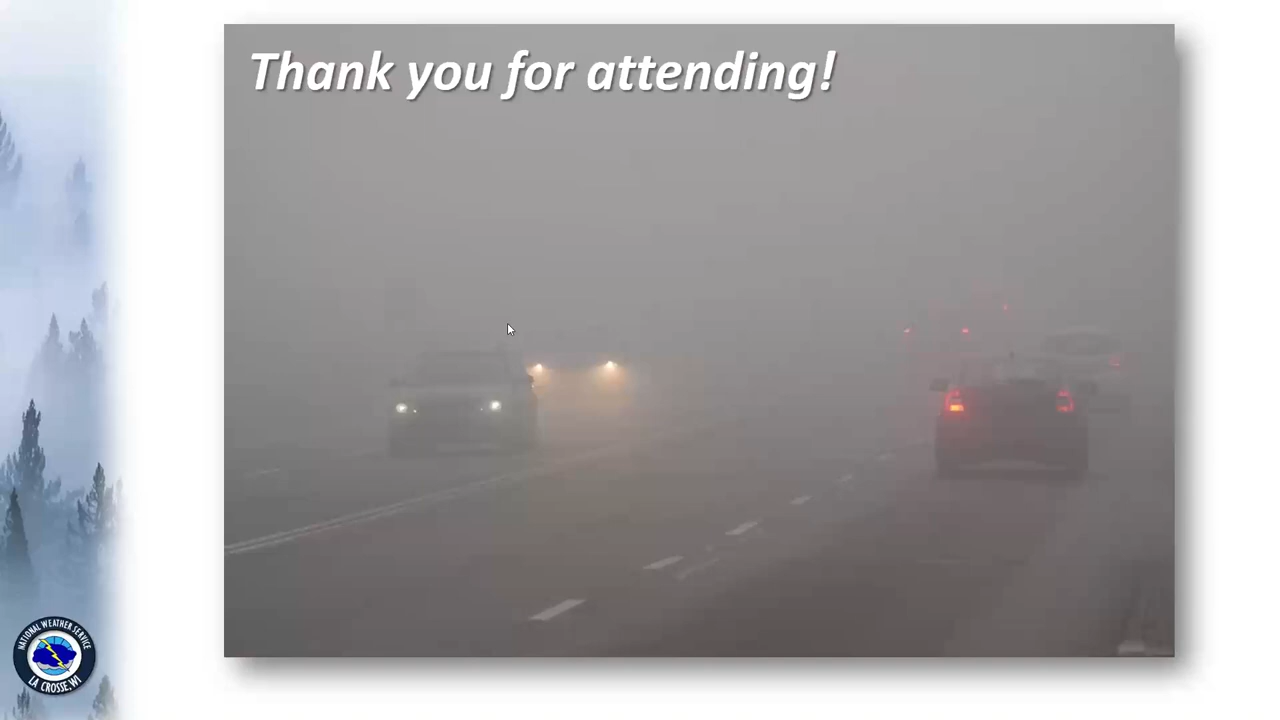 Thank you for attending!
NATIONAL WEATHER SERVICE
LA CROSSE, WI